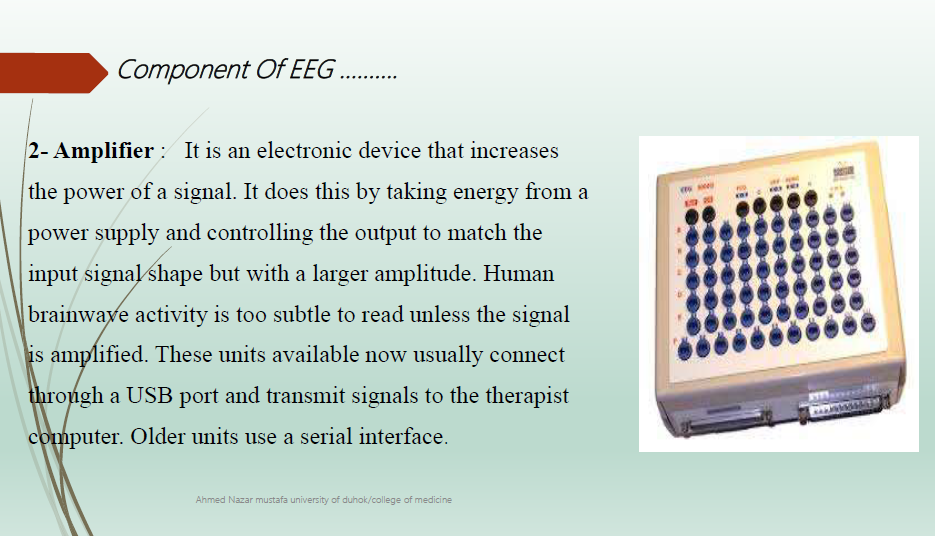 Component Of EEG ..........
2- Amplifier : It is an electronic device that increases
the power of a signal. It does this by taking energy from a
power supply and controlling the output to match the
input signal shape but with a larger amplitude. Human
brainwave activity is too subtle to read unless the signal
is amplified. These units available now usually connect
through a USB port and transmit signals to the therapist
computer. Older units use a serial interface.
Ahmed Nazar mustafa university of duhok/college of medicine